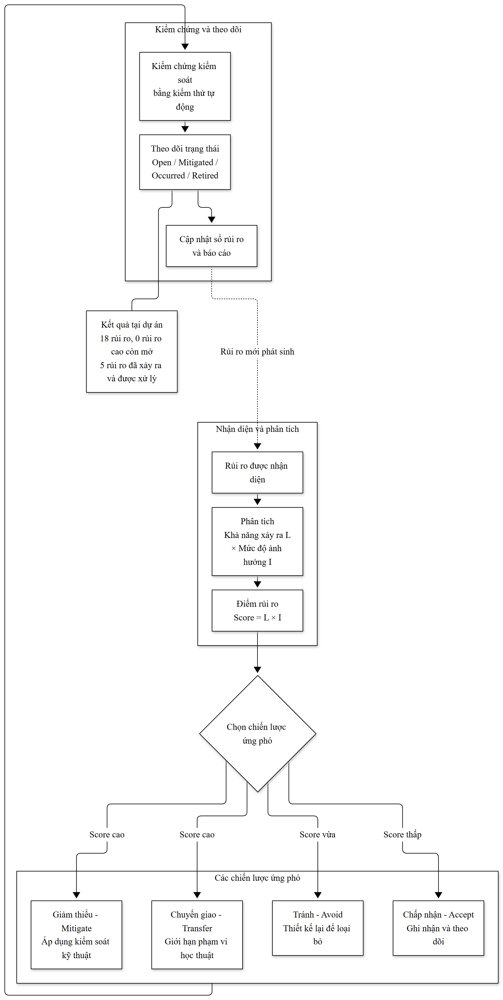 Kiểm chứng và theo dõi
Kiểm chứng kiểm
soát
bằng kiểm thử tự
động
Theo dõi trạng thái
Open / Mitigated /
Occurred / Retired
Cập nhật sổ rủi ro
và báo cáo
Kết quả tại dự án
18 rủi ro, 0 rủi ro
cao còn mở
5 rủi ro đã xảy ra
và được xử lý
Rủi ro mới phát sinh
Nhận diện và phân tích
Rủi ro được nhận
diện
Phân tích
Khả năng xảy ra L
× Mức độ ảnh
hưởng I
Điểm rủi ro
Score = L × I
Chọn chiến lược
ứng phó
Score cao
Score cao
Score vừa
Score thấp
Các chiến lược ứng phó
Giảm thiểu -
Mitigate
Áp dụng kiểm soát
kỹ thuật
Chuyển giao -
Transfer
Giới hạn phạm vi
học thuật
Tránh - Avoid
Thiết kế lại để loại
bỏ
Chấp nhận - Accept
Ghi nhận và theo
dõi